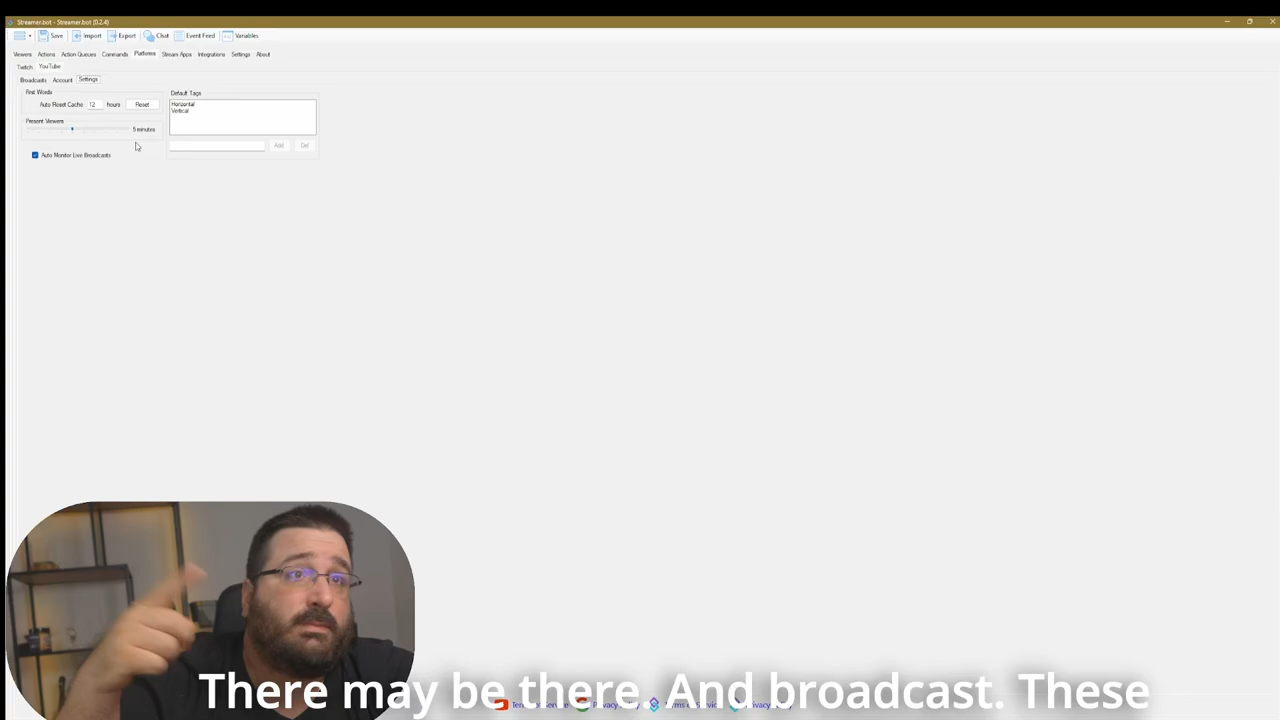 Streamer.bot - Streamer.bot (0.2.4)
Save Import Export Chat Event Feed Variables
Viewers Actions Action Queues Commands Platforms Stream Apps Integrations Settings About
Twitch YouTube
Broadcasts Account Settings
First Words
Auto Reset Cache 12 hours Reset
Present Viewers
5 minutes
Auto Monitor Live Broadcasts
Default Tags
Horizontal
Vertical
Add Del
There may be there. And broadcast. These